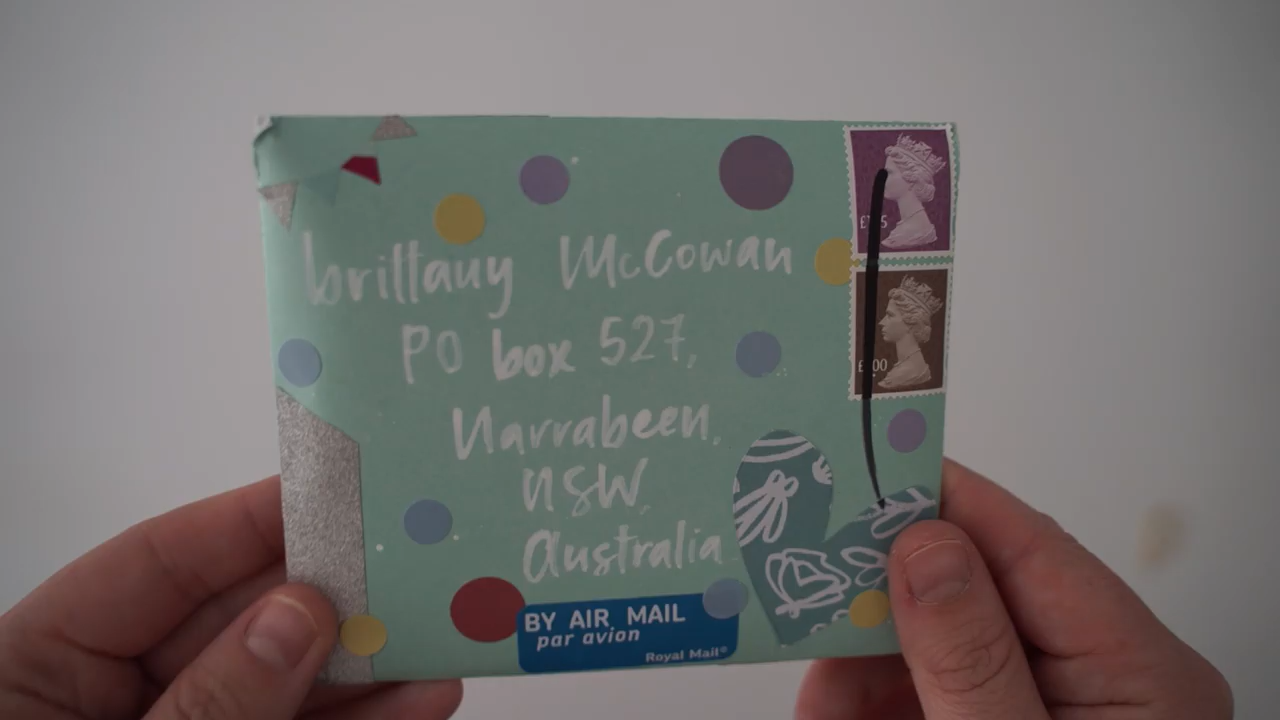 brittany McCowan
PO box 527,
Narrabeen,
NSW,
Australia
BY AIR MAIL
par avion
Royal Mail®